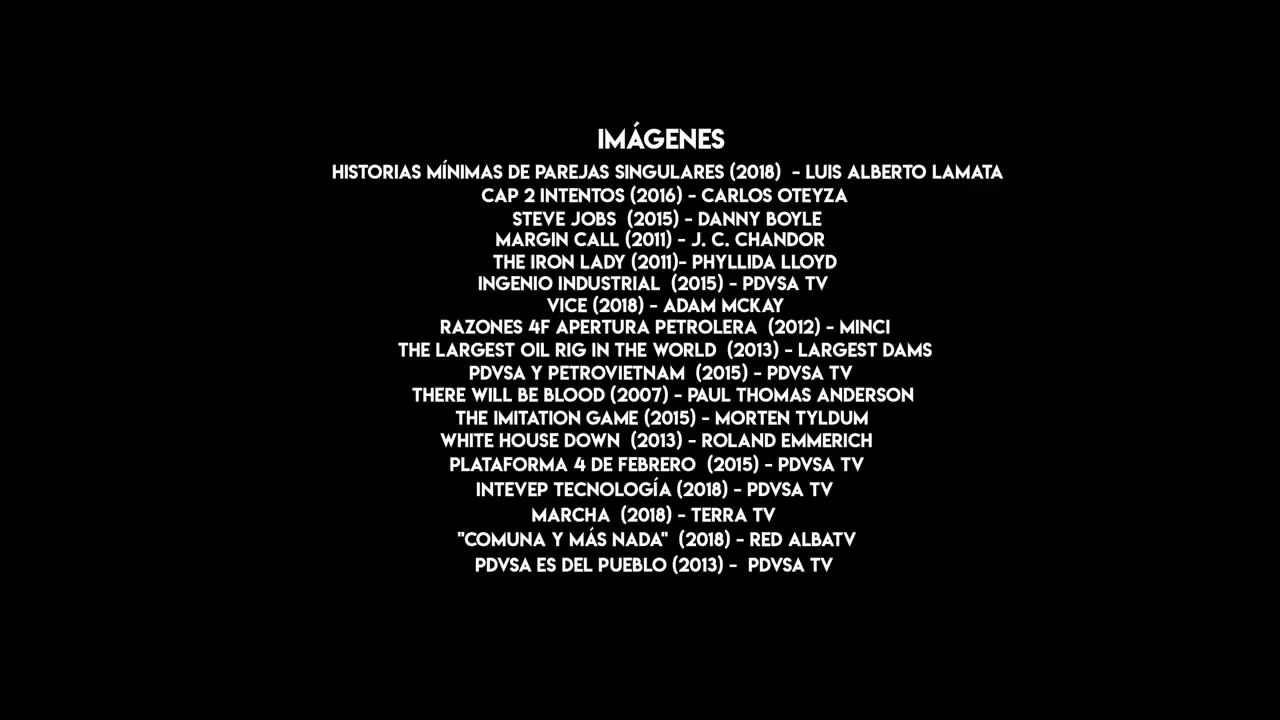 IMÁGENES
HISTORIAS MÍNIMAS DE PAREJAS SINGULARES (2018) - LUIS ALBERTO LAMATA
CAP 2 INTENTOS (2016) - CARLOS OTEYZA
STEVE JOBS (2015) - DANNY BOYLE
MARGIN CALL (2011) - J. C. CHANDOR
THE IRON LADY (2011)- PHYLLIDA LLOYD
INGENIO INDUSTRIAL (2015) - PDVSA TV
VICE (2018) - ADAM MCKAY
RAZONES 4F APERTURA PETROLERA (2012) - MINCI
THE LARGEST OIL RIG IN THE WORLD (2013) - LARGEST DAMS
PDVSA Y PETROVIETNAM (2015) - PDVSA TV
THERE WILL BE BLOOD (2007) - PAUL THOMAS ANDERSON
THE IMITATION GAME (2015) - MORTEN TYLDUM
WHITE HOUSE DOWN (2013) - ROLAND EMMERICH
PLATAFORMA 4 DE FEBRERO (2015) - PDVSA TV
INTEVEP TECNOLOGÍA (2018) - PDVSA TV
MARCHA (2018) - TERRA TV
"COMUNA Y MÁS NADA" (2018) - RED ALBATV
PDVSA ES DEL PUEBLO (2013) - PDVSA TV